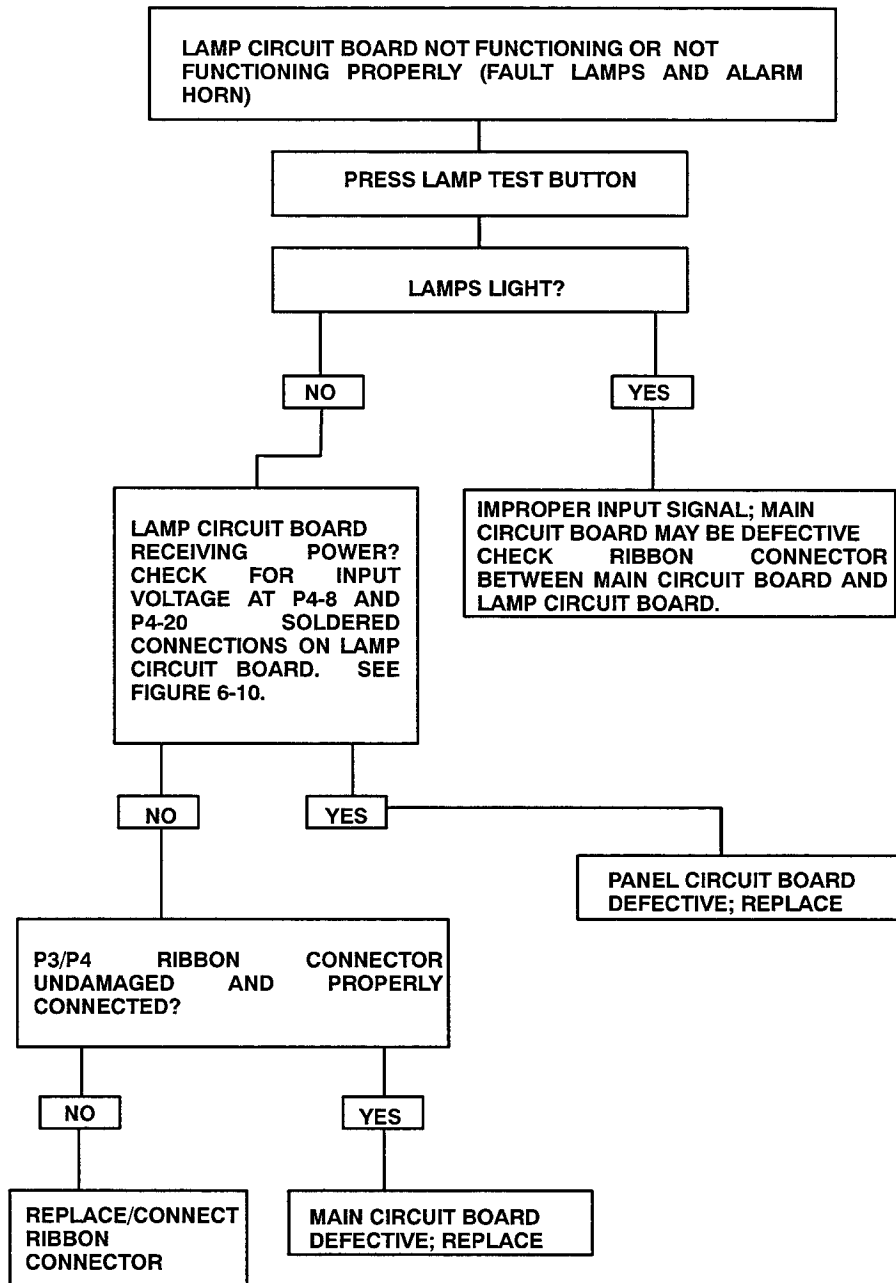 LAMP CIRCUIT BOARD NOT FUNCTIONING OR NOT
FUNCTIONING PROPERLY (FAULT LAMPS AND ALARM
HORN)
PRESS LAMP TEST BUTTON
LAMPS LIGHT?
NO
YES
LAMP CIRCUIT BOARD
RECEIVING POWER?
CHECK FOR INPUT
VOLTAGE AT P4-8 AND
P4-20 SOLDERED
CONNECTIONS ON LAMP
CIRCUIT BOARD. SEE
FIGURE 6-10.
IMPROPER INPUT SIGNAL; MAIN
CIRCUIT BOARD MAY BE DEFECTIVE
CHECK RIBBON CONNECTOR
BETWEEN MAIN CIRCUIT BOARD AND
LAMP CIRCUIT BOARD.
NO
YES
PANEL CIRCUIT BOARD
DEFECTIVE; REPLACE
P3/P4 RIBBON CONNECTOR
UNDAMAGED AND PROPERLY
CONNECTED?
NO
YES
REPLACE/CONNECT
RIBBON
CONNECTOR
MAIN CIRCUIT BOARD
DEFECTIVE; REPLACE